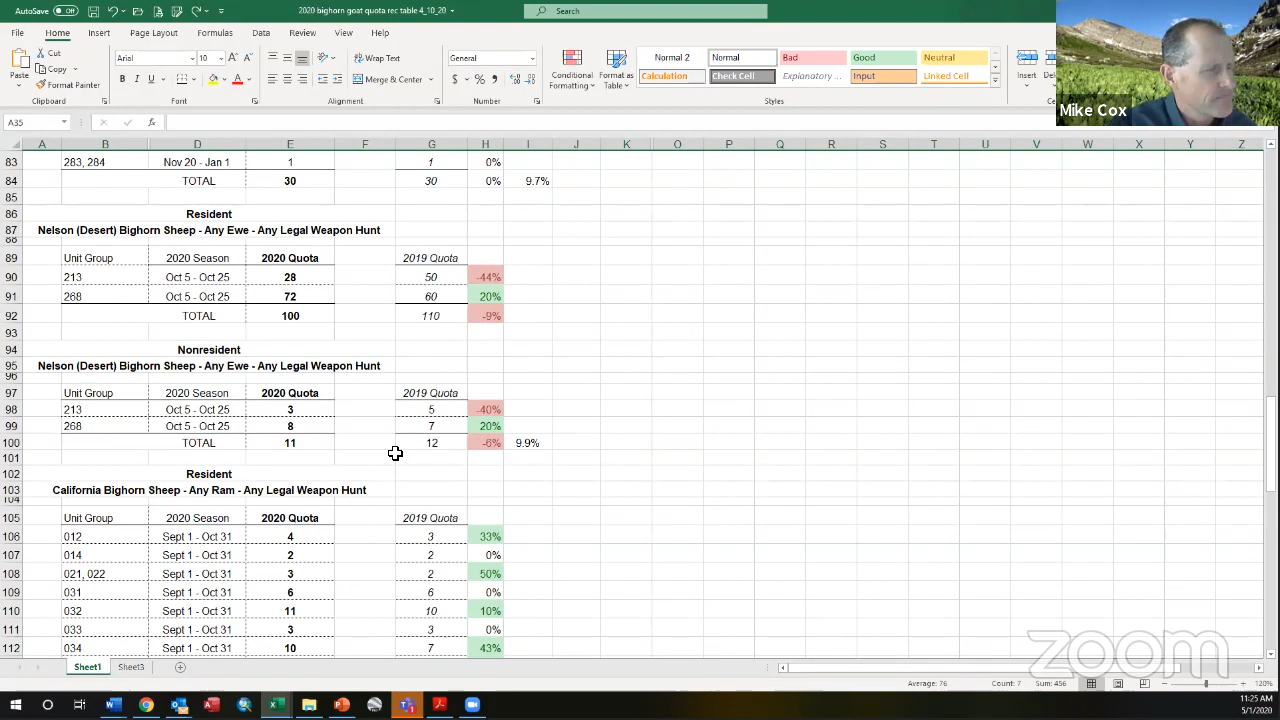 AutoSave Off 2020 bighorn goat quota rec table 4_10_20 Search
File Home Insert Page Layout Formulas Data Review View Help
Paste Cut Copy Format Painter Clipboard
Arial 10 B I U Font
Wrap Text Merge & Center Alignment
General $ % , Number
Conditional Formatting Format as Table
Normal 2 Normal Bad Good Neutral
Calculation Check Cell Explanatory ... Input Linked Cell
Styles
Insert
Mike Cox
A35 fx
A B D E F G H I J K O T P Q R S T U V W X Y Z
83 283, 284 Nov 20 - Jan 1 1 1 0%
84 TOTAL 30 30 0% 9.7%
85
86 Resident
87 Nelson (Desert) Bighorn Sheep - Any Ewe - Any Legal Weapon Hunt
88
89 Unit Group 2020 Season 2020 Quota 2019 Quota
90 213 Oct 5 - Oct 25 28 50 -44%
91 268 Oct 5 - Oct 25 72 60 20%
92 TOTAL 100 110 -9%
93
94 Nonresident
95 Nelson (Desert) Bighorn Sheep - Any Ewe - Any Legal Weapon Hunt
96
97 Unit Group 2020 Season 2020 Quota 2019 Quota
98 213 Oct 5 - Oct 25 3 5 -40%
99 268 Oct 5 - Oct 25 8 7 20%
100 TOTAL 11 12 -6% 9.9%
101
102 Resident
103 California Bighorn Sheep - Any Ram - Any Legal Weapon Hunt
104
105 Unit Group 2020 Season 2020 Quota 2019 Quota
106 012 Sept 1 - Oct 31 4 3 33%
107 014 Sept 1 - Oct 31 2 2 0%
108 021, 022 Sept 1 - Oct 31 3 2 50%
109 031 Sept 1 - Oct 31 6 6 0%
110 032 Sept 1 - Oct 31 11 10 10%
111 033 Sept 1 - Oct 31 3 3 0%
112 034 Sept 1 - Oct 31 10 7 43%
zoom
Sheet1 Sheet3
Average: 76 Count: 7 Sum: 456 120%
11:25 AM
5/1/2020